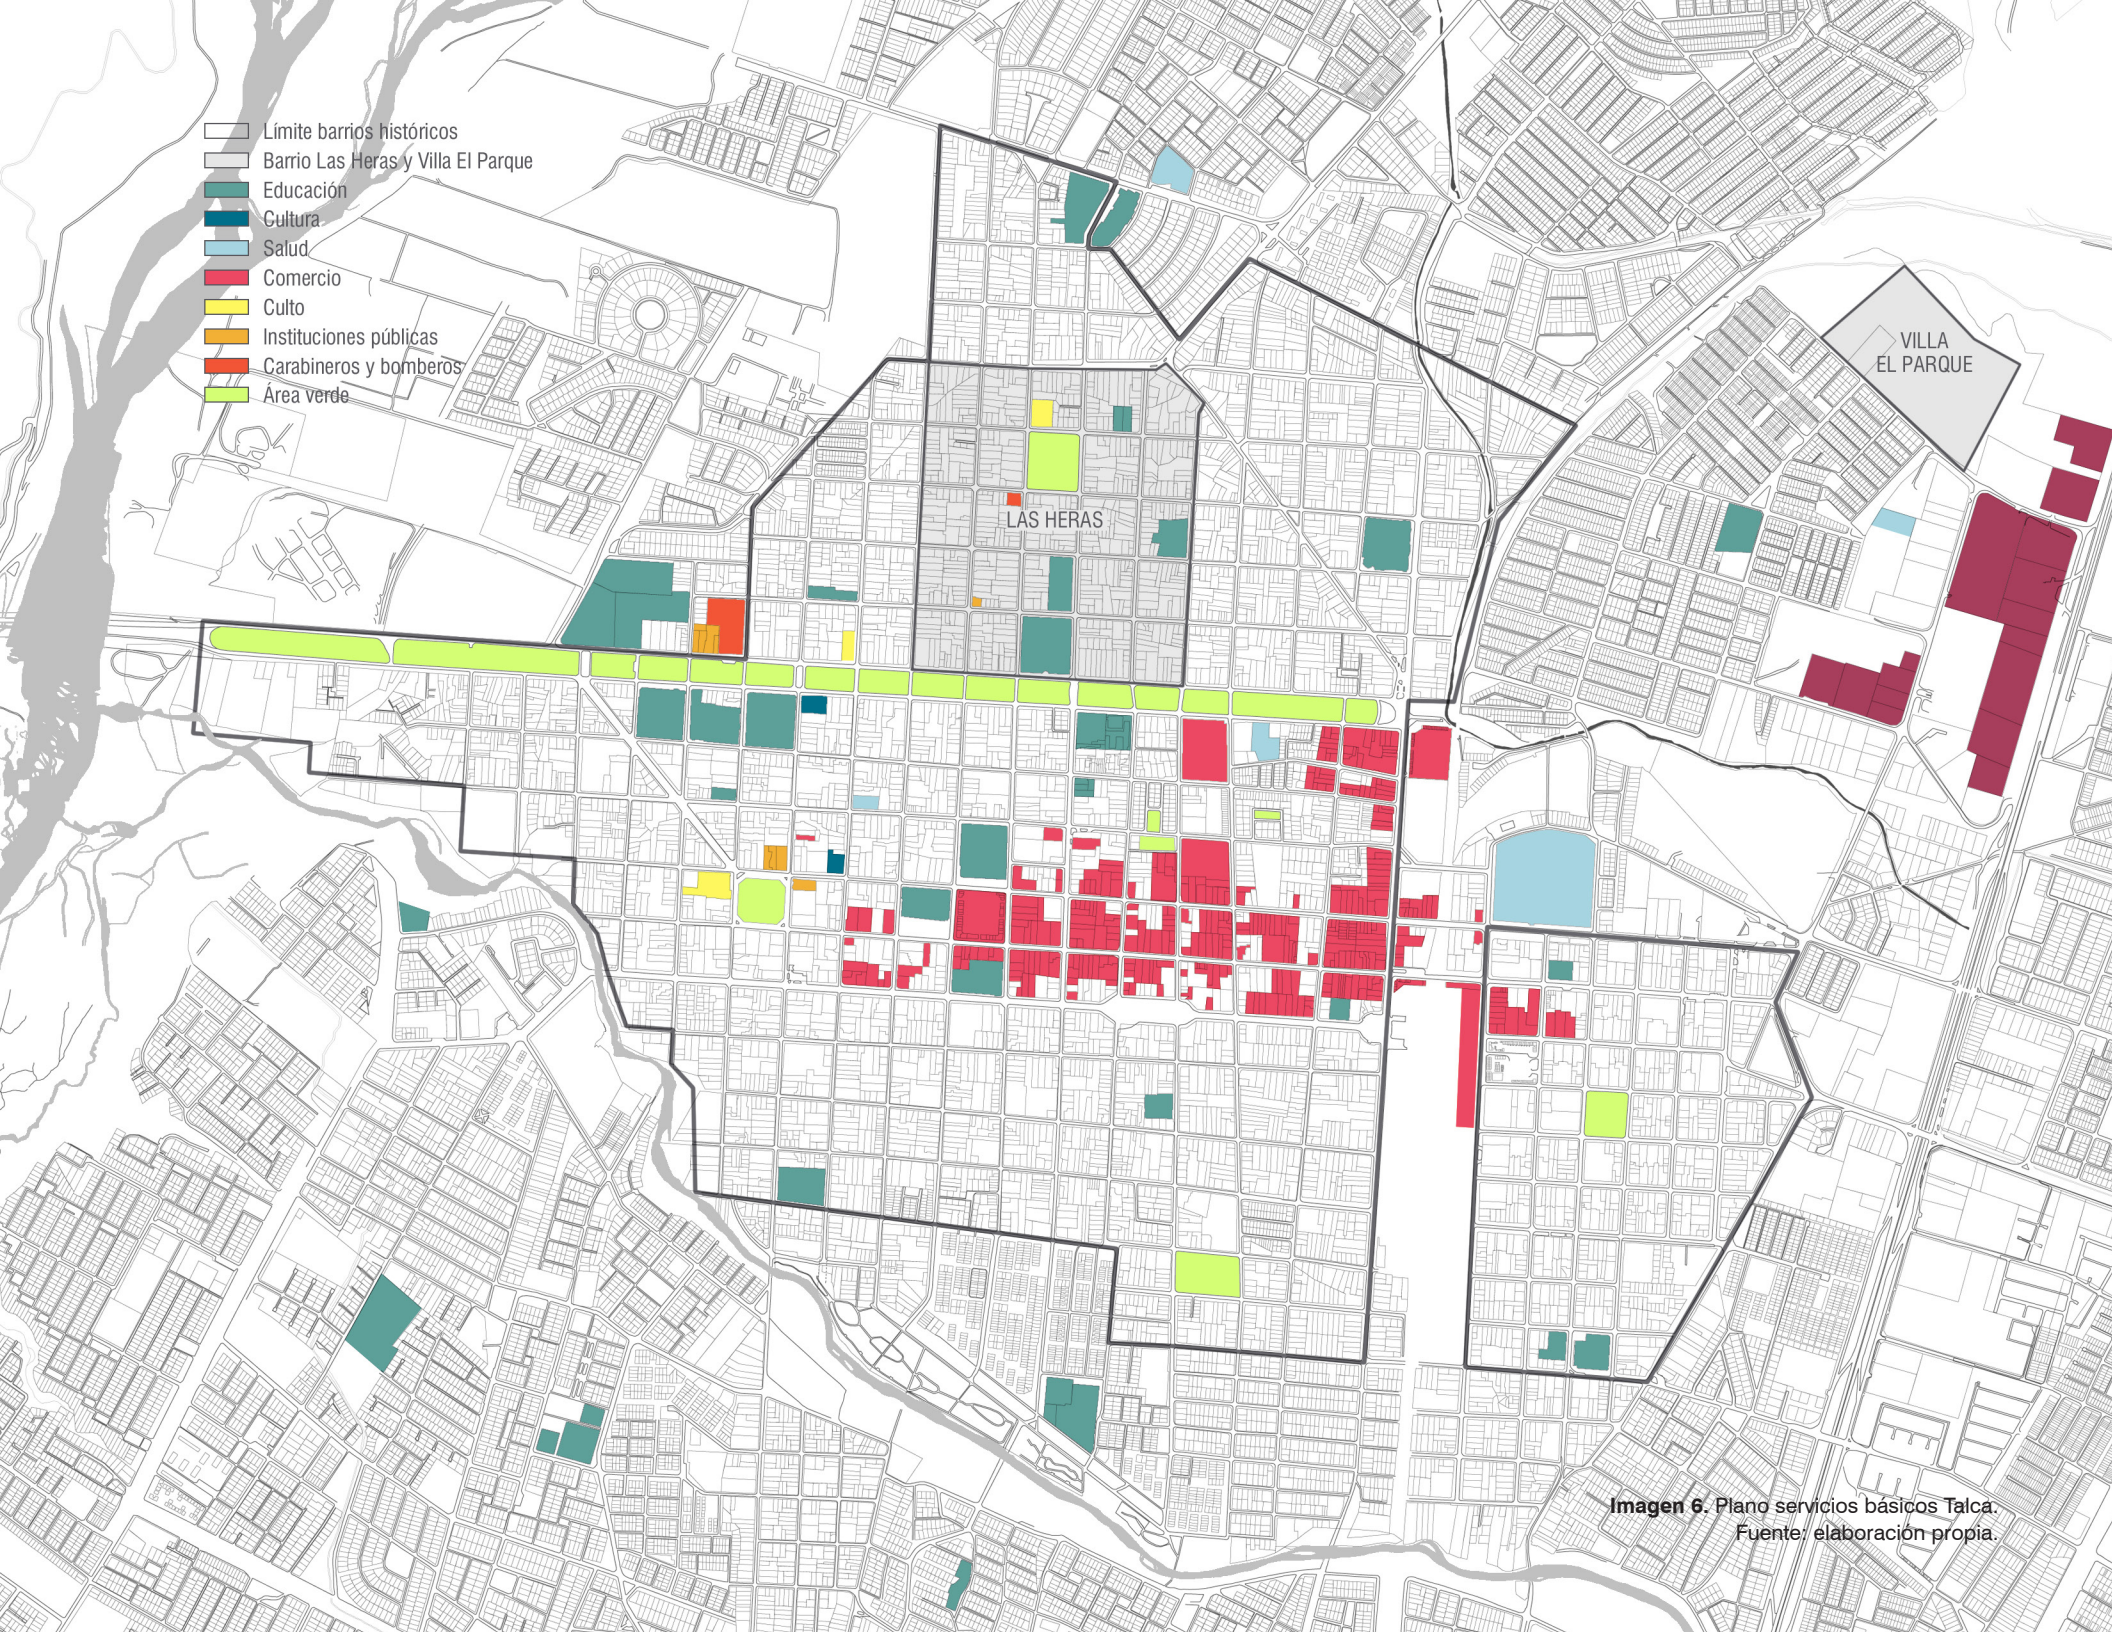 Límite barrios históricos
Barrio Las Heras y Villa El Parque
Educación
Cultura
Salud
Comercio
Culto
Instituciones públicas
Carabineros y bomberos
Área verde
VILLA
EL PARQUE
LAS HERAS
Imagen 6. Plano servicios básicos Talca.
Fuente: elaboración propia.